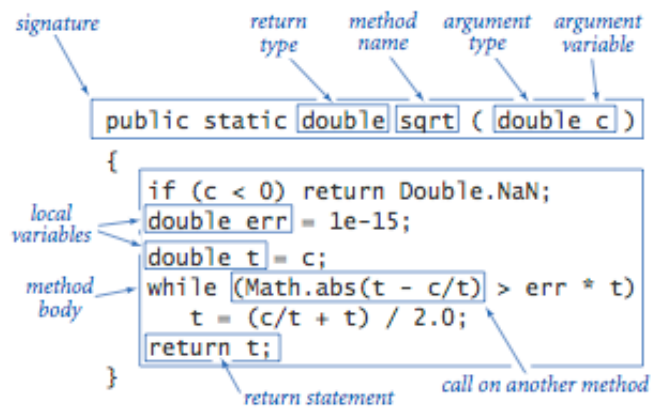 signature
return type
method name
argument type
argument variable
public static double sqrt ( double c )
{
if (c < 0) return Double.NaN;
local variables
double err = 1e-15;
double t = c;
method body
while (Math.abs(t - c/t) > err * t)
t = (c/t + t) / 2.0;
return t;
}
return statement
call on another method